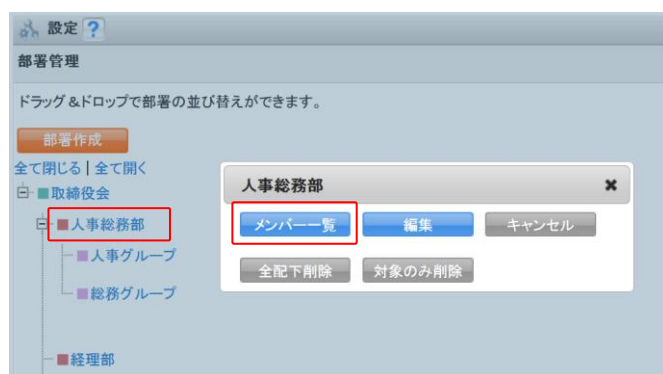 設定 ?
部署管理
ドラッグ&ドロップで部署の並び替えができます。
部署作成
全て閉じる | 全て開く
取締役会
人事総務部
人事グループ
総務グループ
経理部
人事総務部
メンバー一覧 編集 キャンセル
全配下削除 対象のみ削除